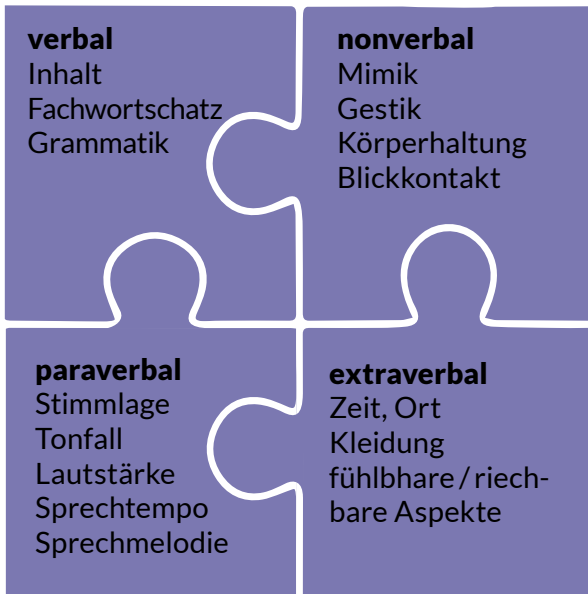 verbal
Inhalt
Fachwortschatz
Grammatik
nonverbal
Mimik
Gestik
Körperhaltung
Blickkontakt
paraverbal
Stimmlage
Tonfall
Lautstärke
Sprechtempo
Sprechmelodie
extraverbal
Zeit, Ort
Kleidung
fühlbhare / riech-
bare Aspekte